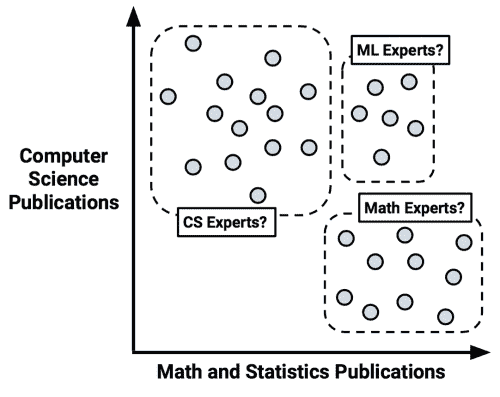 ML Experts?
Computer
Science
Publications
CS Experts?
Math Experts?
Math and Statistics Publications